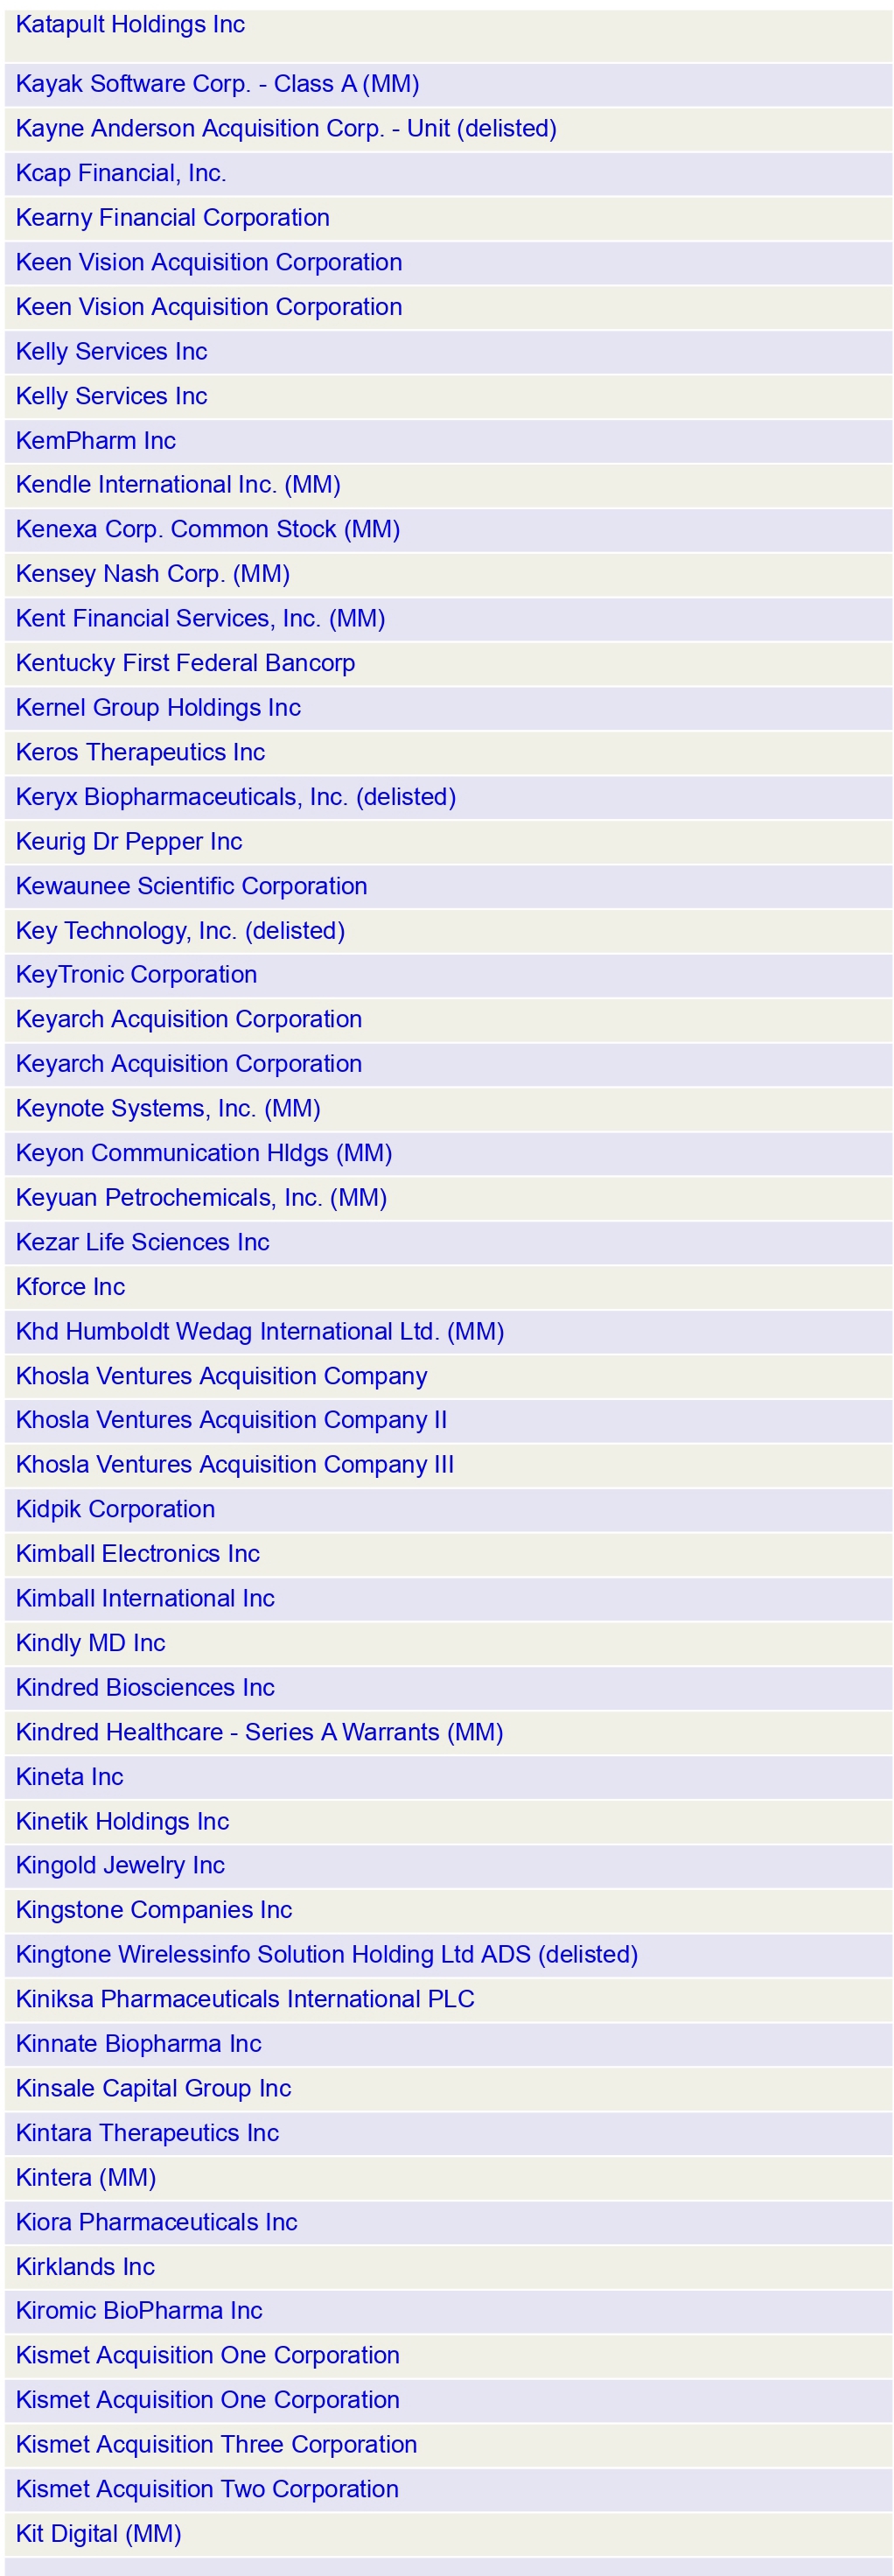 Katapult Holdings Inc
Kayak Software Corp. - Class A (MM)
Kayne Anderson Acquisition Corp. - Unit (delisted)
Kcap Financial, Inc.
Kearny Financial Corporation
Keen Vision Acquisition Corporation
Keen Vision Acquisition Corporation
Kelly Services Inc
Kelly Services Inc
KemPharm Inc
Kendle International Inc. (MM)
Kenexa Corp. Common Stock (MM)
Kensey Nash Corp. (MM)
Kent Financial Services, Inc. (MM)
Kentucky First Federal Bancorp
Kernel Group Holdings Inc
Keros Therapeutics Inc
Keryx Biopharmaceuticals, Inc. (delisted)
Keurig Dr Pepper Inc
Kewaunee Scientific Corporation
Key Technology, Inc. (delisted)
KeyTronic Corporation
Keyarch Acquisition Corporation
Keyarch Acquisition Corporation
Keynote Systems, Inc. (MM)
Keyon Communication Hldgs (MM)
Keyuan Petrochemicals, Inc. (MM)
Kezar Life Sciences Inc
Kforce Inc
Khd Humboldt Wedag International Ltd. (MM)
Khosla Ventures Acquisition Company
Khosla Ventures Acquisition Company II
Khosla Ventures Acquisition Company III
Kidpik Corporation
Kimball Electronics Inc
Kimball International Inc
Kindly MD Inc
Kindred Biosciences Inc
Kindred Healthcare - Series A Warrants (MM)
Kineta Inc
Kinetik Holdings Inc
Kingold Jewelry Inc
Kingstone Companies Inc
Kingtone Wirelessinfo Solution Holding Ltd ADS (delisted)
Kiniksa Pharmaceuticals International PLC
Kinnate Biopharma Inc
Kinsale Capital Group Inc
Kintara Therapeutics Inc
Kintera (MM)
Kiora Pharmaceuticals Inc
Kirklands Inc
Kiromic BioPharma Inc
Kismet Acquisition One Corporation
Kismet Acquisition One Corporation
Kismet Acquisition Three Corporation
Kismet Acquisition Two Corporation
Kit Digital (MM)